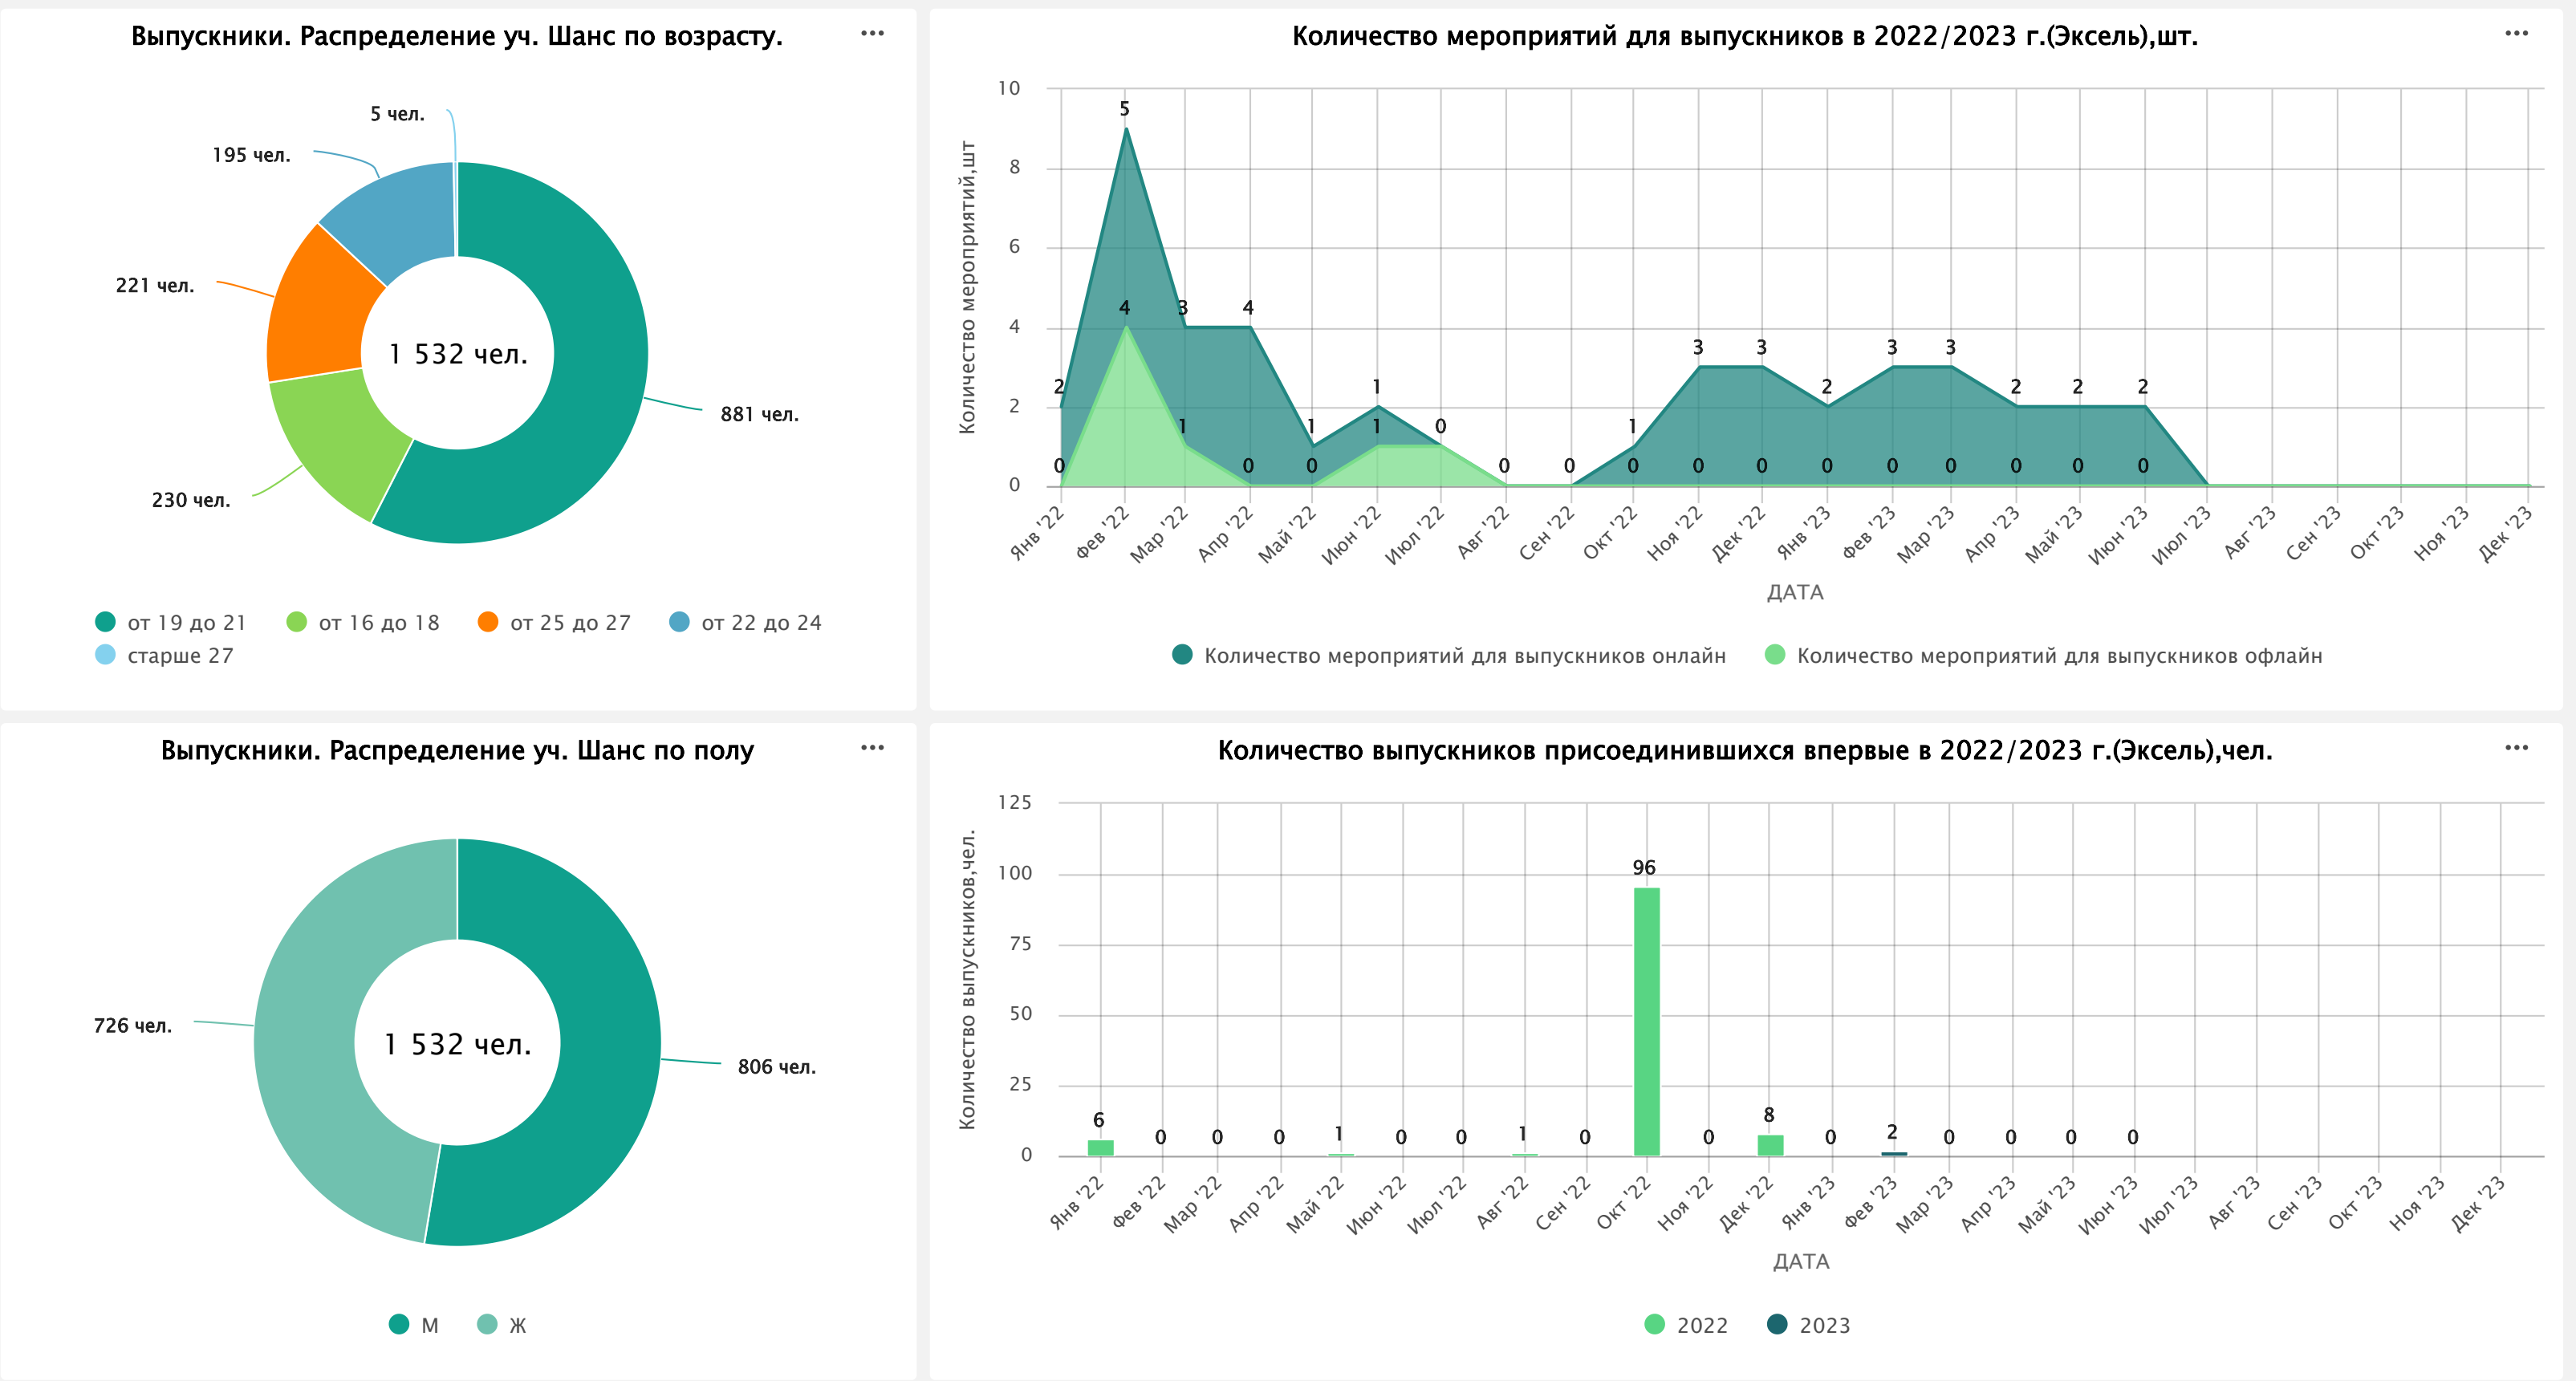 Выпускники. Распределение уч. Шанс по возрасту.
5 чел.
195 чел.
221 чел.
1 532 чел.
881 чел.
230 чел.
от 19 до 21
от 16 до 18
от 25 до 27
от 22 до 24
старше 27
Количество мероприятий для выпускников в 2022/2023 г.(Эксель),шт.
Количество мероприятий,шт
10
8
6
4
2
0
5
4 3 4
3 3 3 3
2 1 2 2 2 2
1 1 1 0 1
0 0 0 0 0 0 0 0 0 0 0 0 0 0
Янв '22 Фев '22 Мар '22 Апр '22 Май '22 Июн '22 Июл '22 Авг '22 Сен '22 Окт '22 Ноя '22 Дек '22 Янв '23 Фев '23 Мар '23 Апр '23 Май '23 Июн '23 Июл '23 Авг '23 Сен '23 Окт '23 Ноя '23 Дек '23
ДАТА
Количество мероприятий для выпускников онлайн
Количество мероприятий для выпускников офлайн
Выпускники. Распределение уч. Шанс по полу
726 чел.
1 532 чел.
806 чел.
М
Ж
Количество выпускников присоединившихся впервые в 2022/2023 г.(Эксель),чел.
Количество выпускников,чел.
125
100
75
50
25
0
6 0 0 0 1 0 0 1 0 96 0 8 0 2 0 0 0 0
Янв '22 Фев '22 Мар '22 Апр '22 Май '22 Июн '22 Июл '22 Авг '22 Сен '22 Окт '22 Ноя '22 Дек '22 Янв '23 Фев '23 Мар '23 Апр '23 Май '23 Июн '23 Июл '23 Авг '23 Сен '23 Окт '23 Ноя '23 Дек '23
ДАТА
2022
2023